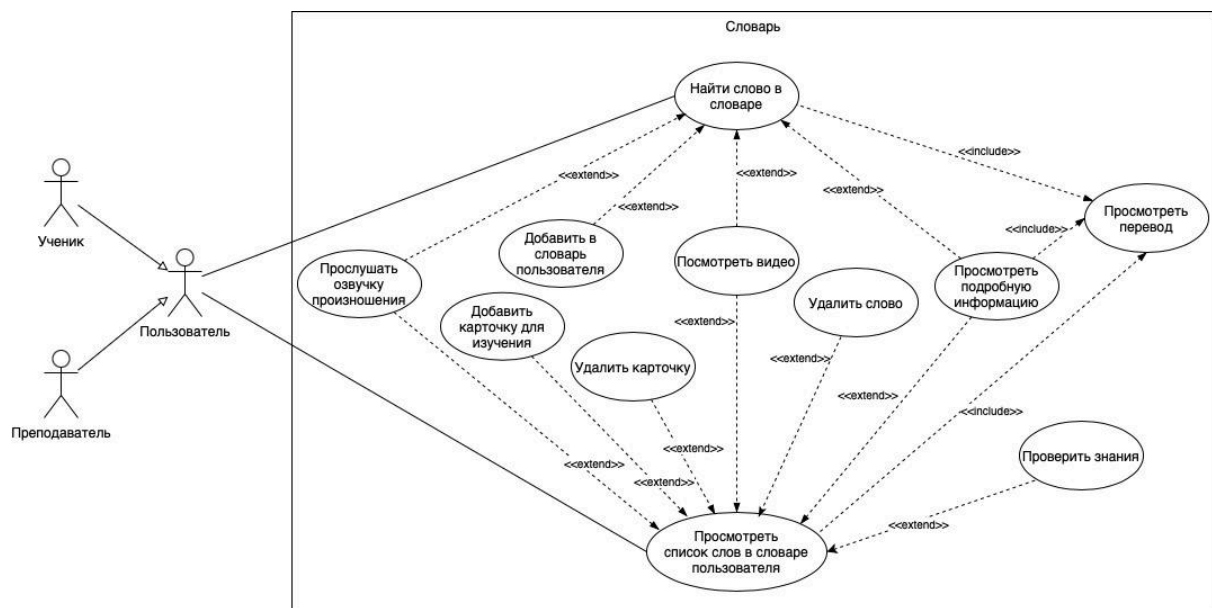 Словарь
Найти слово в
словаре
<<include>>
<<extend>>
<<extend>>
<<extend>>
<<extend>>
Ученик
Просмотреть
перевод
<<include>>
Добавить в
словарь
пользователя
Прослушать
озвучку
произношения
Посмотреть видео
Просмотреть
подробную
информацию
Удалить слово
Пользователь
Добавить
карточку для
изучения
<<extend>>
<<extend>>
Удалить карточку
<<extend>>
<<include>>
Преподаватель
<<extend>>
Проверить знания
<<extend>>
<<extend>>
<<extend>>
Просмотреть
список слов в словаре
пользователя